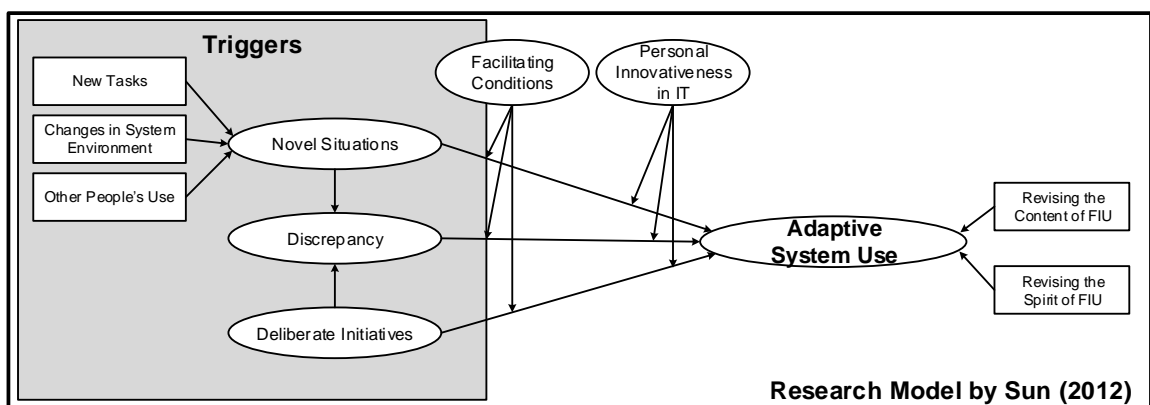 Triggers
New Tasks
Changes in System
Environment
Other People's Use
Novel Situations
Discrepancy
Deliberate Initiatives
Facilitating
Conditions
Personal
Innovativeness
in IT
Adaptive
System Use
Revising the
Content of FIU
Revising the
Spirit of FIU
Research Model by Sun (2012)